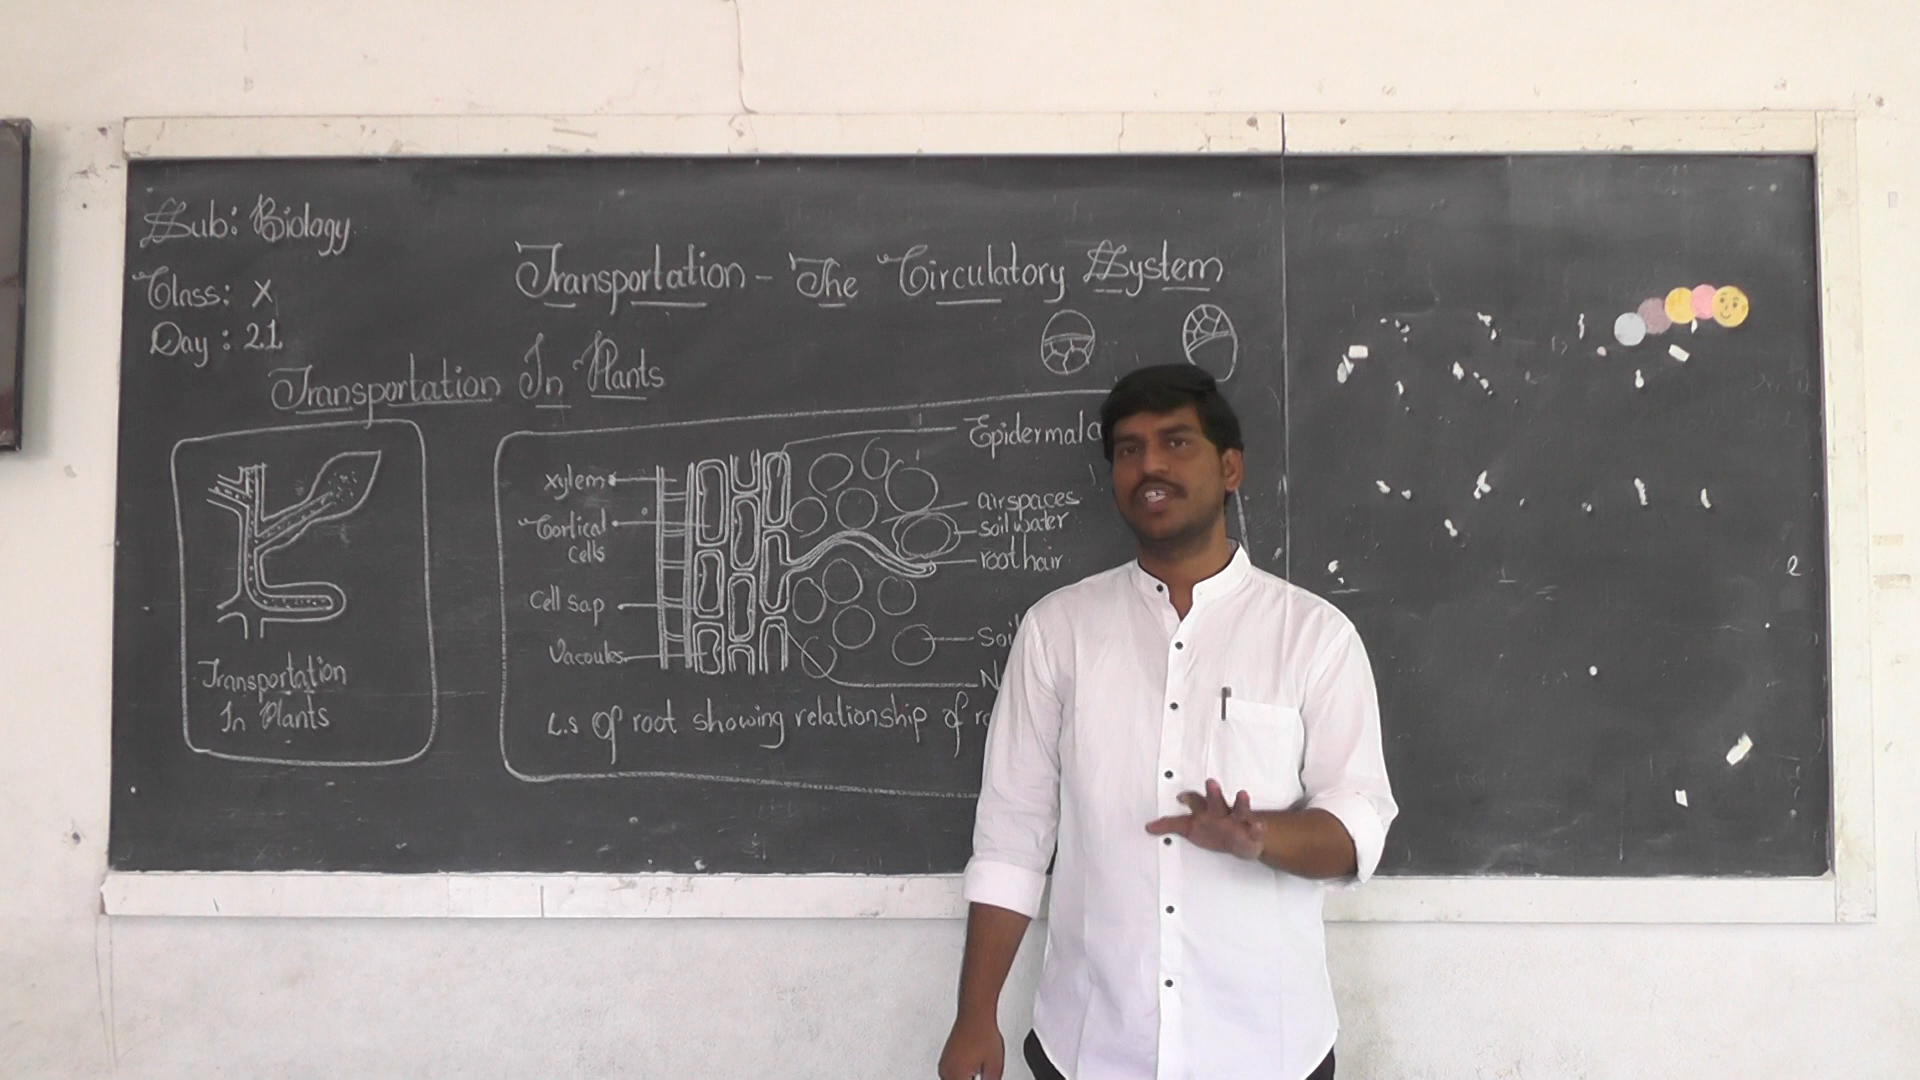 Sub: Biology
Class: X
Day: 21
Transportation - The Circulatory System
Transportation In Plants
Transportation
In Plants
xylem
Cortical
cells
Cell Sap
Vacoules
Epidermal
airspaces
soil water
root hair
Soil
L.s Of root showing relationship of